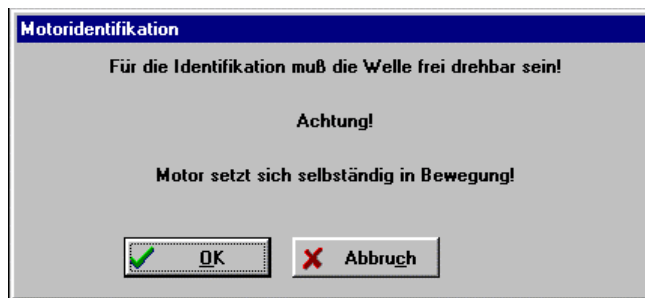 Motoridentifikation
Für die Identifikation muß die Welle frei drehbar sein!
Achtung!
Motor setzt sich selbständig in Bewegung!
OK
Abbruch